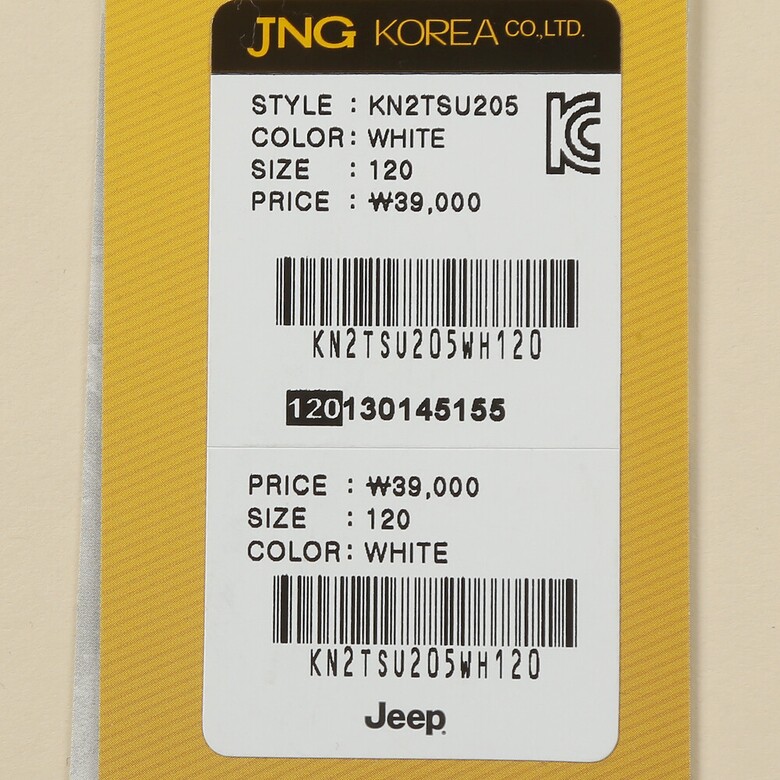 JNG KOREA CO.,LTD.
STYLE : KN2TSU205
COLOR: WHITE
SIZE : 120
PRICE : ₩39,000
KC
KN2TSU205WH120
120130145155
PRICE : ₩39,000
SIZE : 120
COLOR: WHITE
KN2TSU205WH120
Jeep